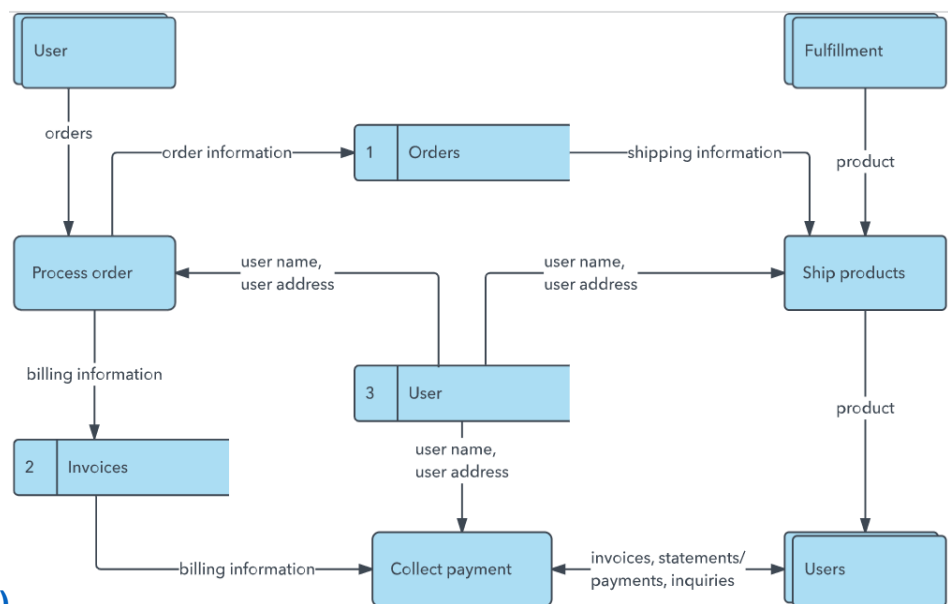 User
Fulfillment
orders
order information
1 Orders
shipping information
product
Process order
user name,
user address
user name,
user address
Ship products
billing information
3 User
product
2 Invoices
user name,
user address
billing information
Collect payment
invoices, statements/
payments, inquiries
Users
)